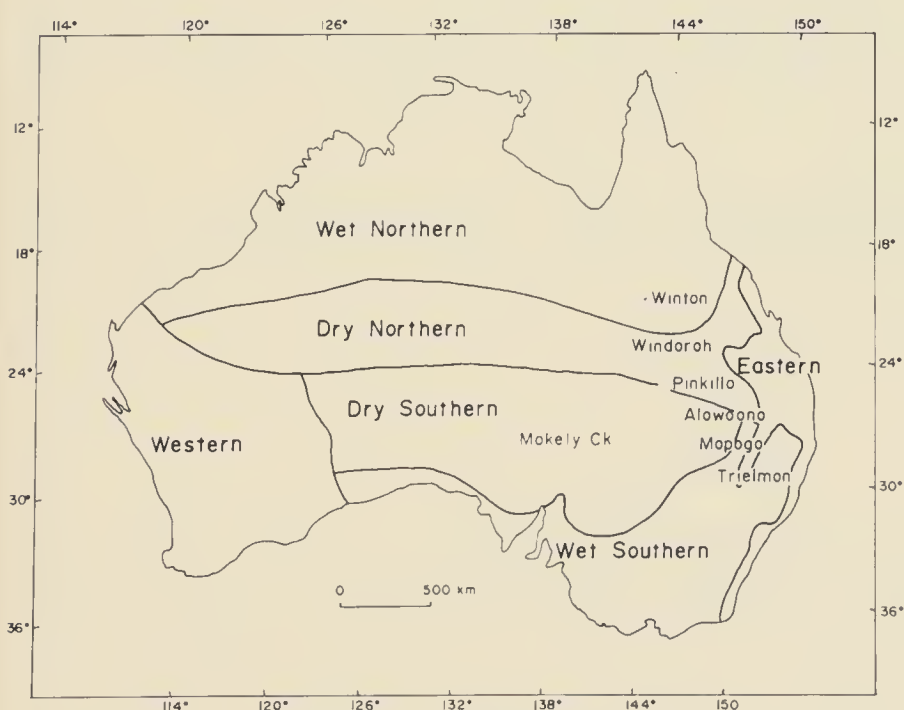 114° 120° 126° 132° 138° 144° 150°
12° 12°
Wet Northern
18° 18°
Winton
Dry Northern
Windorah
24° Eastern 24°
Pinkillo
Dry Southern
Alowdono
Western
Mokely Ck
Mopogo
Trielmon
30° 30°
Wet Southern
0 500 km
36° 36°
114° 120° 126° 132° 138° 144° 150